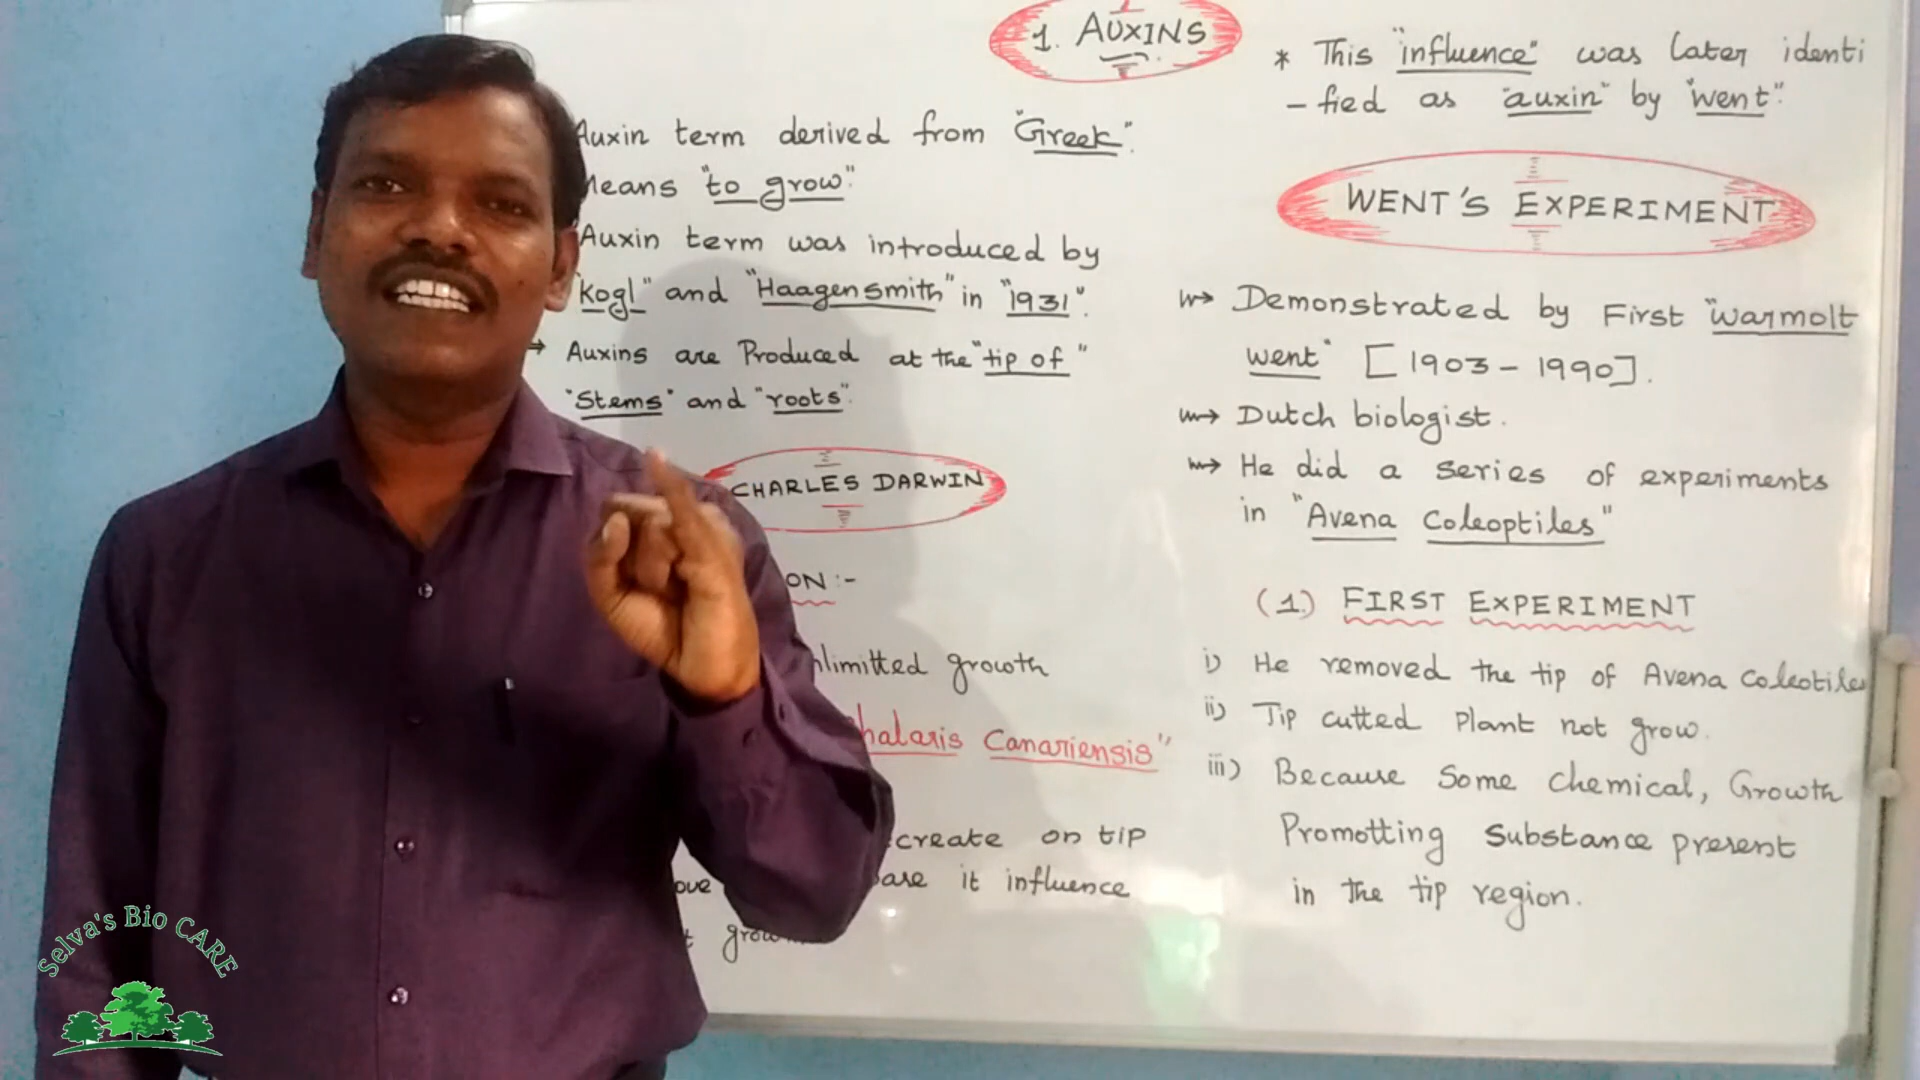 1. AUXINS
Auxin term derived from "Greek".
Means "to grow"
Auxin term was introduced by
"Kogl" and "Haagensmith" in "1931".
Auxins are Produced at the "tip of"
"Stems" and "roots".
CHARLES DARWIN
ON :-
growth
Canariensis"
create on tip
it influence
* This "influence" was later identi
- fied as "auxin" by "went".
WENT'S EXPERIMENT
Demonstrated by First "warmolt
went" [1903-1990].
Dutch biologist.
He did a series of experiments
in "Avena Coleoptiles"
(1.) FIRST EXPERIMENT
i) He removed the tip of Avena Coleotiles
ii) Tip cutted Plant not grow.
iii) Because Some chemical, Growth
Promotting Substance present
in the tip region.
Selva's Bio CARE